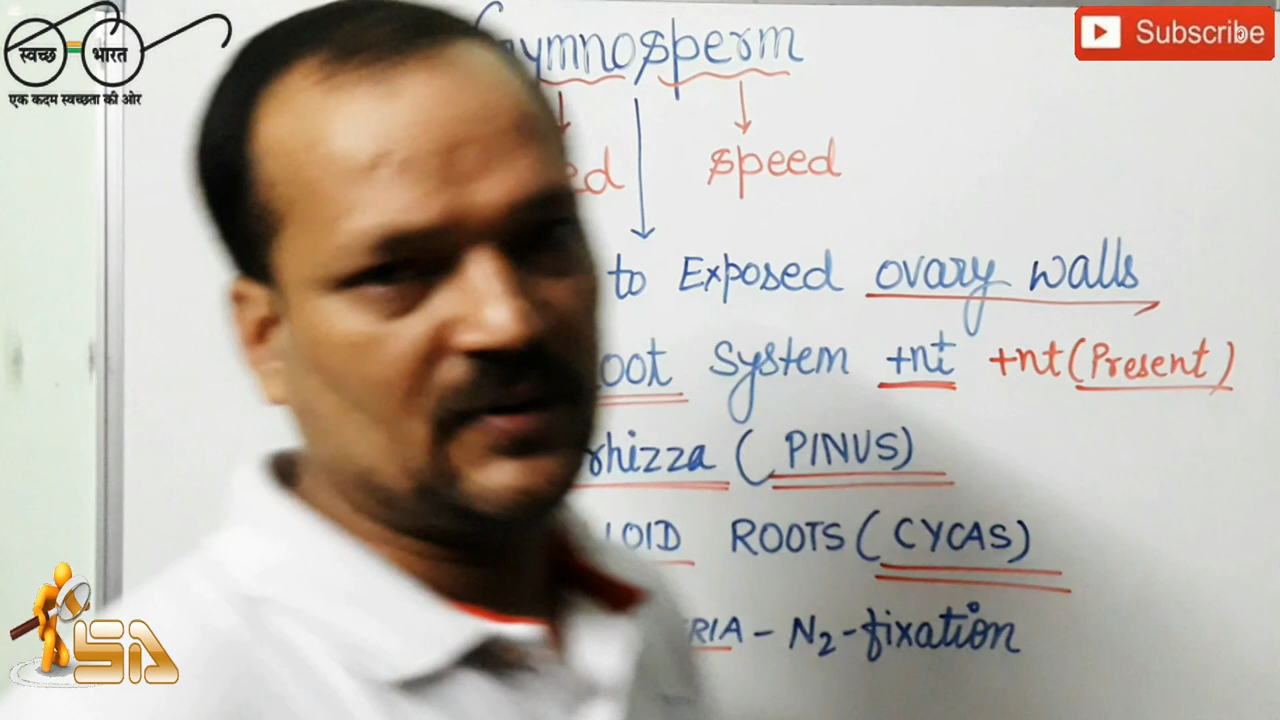 स्वच्छ भारत
एक कदम स्वच्छता की ओर
Subscribe
Gymnosperm
speed
to Exposed ovary walls
System +nt +nt (Present)
(PINUS)
ROOTS (CYCAS)
- N2 - fixation
ISA